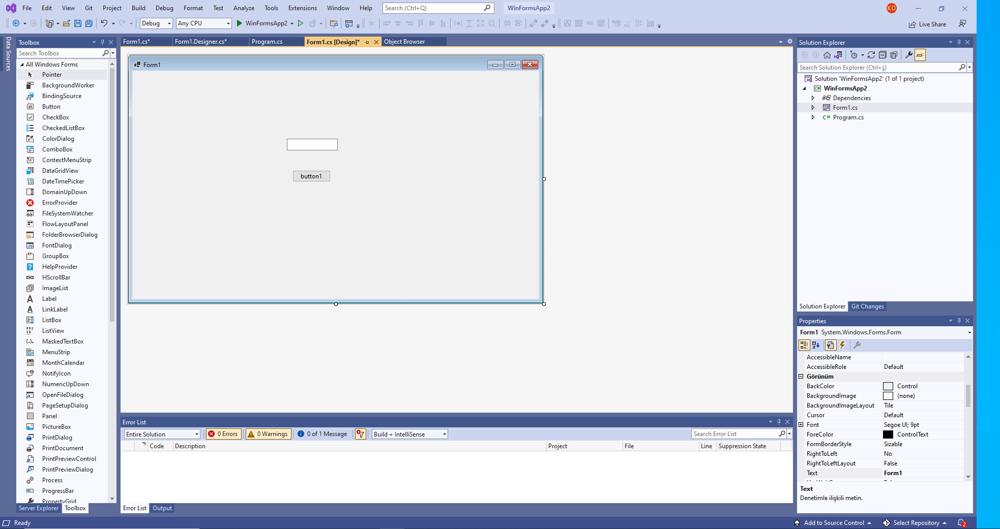 File Edit View Git Project Build Debug Format Test Analyze Tools Extensions Window Help Search (Ctrl+Q) WinFormsApp2 KD
Debug Any CPU WinFormsApp2 Live Share
Data Sources
Toolbox
Search Toolbox
All Windows Forms
Pointer
BackgroundWorker
BindingSource
Button
CheckBox
CheckedListBox
ColorDialog
ComboBox
ContextMenuStrip
DataGridView
DateTimePicker
DomainUpDown
ErrorProvider
FileSystemWatcher
FlowLayoutPanel
FolderBrowserDialog
FontDialog
GroupBox
HelpProvider
HScrollBar
ImageList
Label
LinkLabel
ListBox
ListView
MaskedTextBox
MenuStrip
MonthCalendar
NotifyIcon
NumericUpDown
OpenFileDialog
PageSetupDialog
Panel
PictureBox
PrintDialog
PrintDocument
PrintPreviewControl
PrintPreviewDialog
Process
ProgressBar
PropertyGrid
Server Explorer Toolbox
Form1.cs* Form1.Designer.cs* Program.cs Form1.cs [Design]* Object Browser
Form1
button1
Error List
Entire Solution 0 Errors 0 Warnings 0 of 1 Message Build + IntelliSense Search Error List
Code Description Project File Line Suppression State
Error List Output
Solution Explorer
Search Solution Explorer (Ctrl+ş)
Solution 'WinFormsApp2' (1 of 1 project)
WinFormsApp2
Dependencies
Form1.cs
Program.cs
Solution Explorer Git Changes
Properties
Form1 System.Windows.Forms.Form
AccessibleName
AccessibleRole Default
Görünüm
BackColor Control
BackgroundImage (none)
BackgroundImageLayout Tile
Cursor Default
Font Segoe UI; 9pt
ForeColor ControlText
FormBorderStyle Sizable
RightToLeft No
RightToLeftLayout False
Text Form1
Text
Denetimle ilişkili metin.
Ready Add to Source Control Select Repository 2